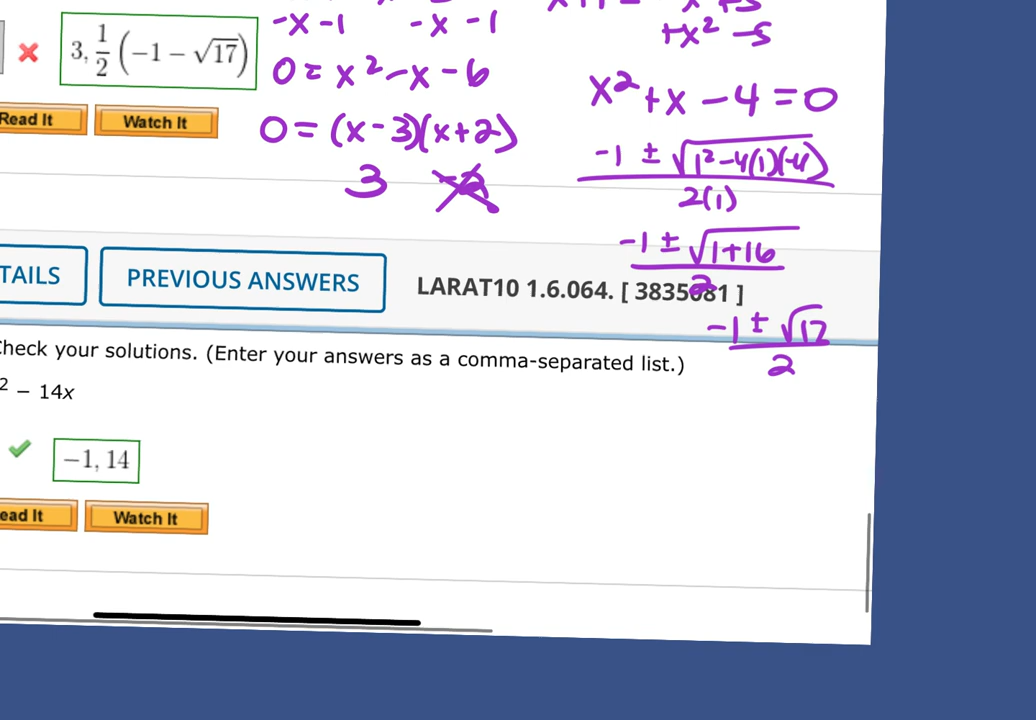 3, 1/2 (−1 − √17)
Read It
Watch It
-x -1 -x -1
0 = x² -x -6
0 = (x-3)(x+2)
3 -2
+x² -5
x² +x -4 = 0
-1 ± √1²-4(1)(-4)
2(1)
-1 ± √1+16
2
-1 ± √17
2
TAILS
PREVIOUS ANSWERS
LARAT10 1.6.064. [ 3835681 ]
Check your solutions. (Enter your answers as a comma-separated list.)
2 − 14x
−1, 14
ead It
Watch It